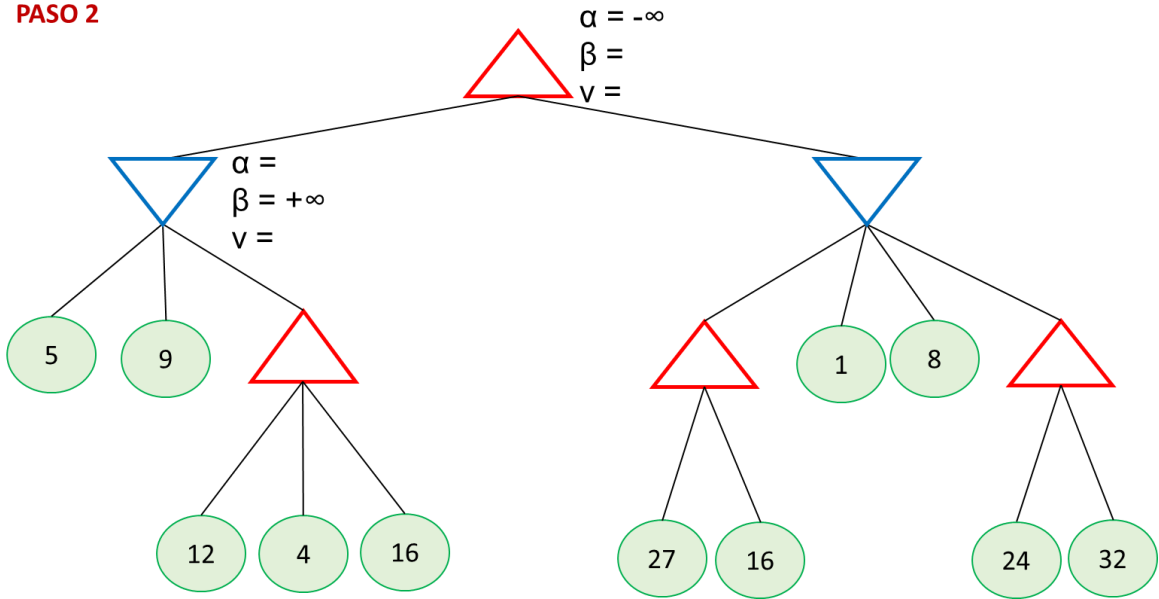 PASO 2
α = -∞
β =
v =
α =
β = +∞
v =
5
9
1
8
12
4
16
27
16
24
32